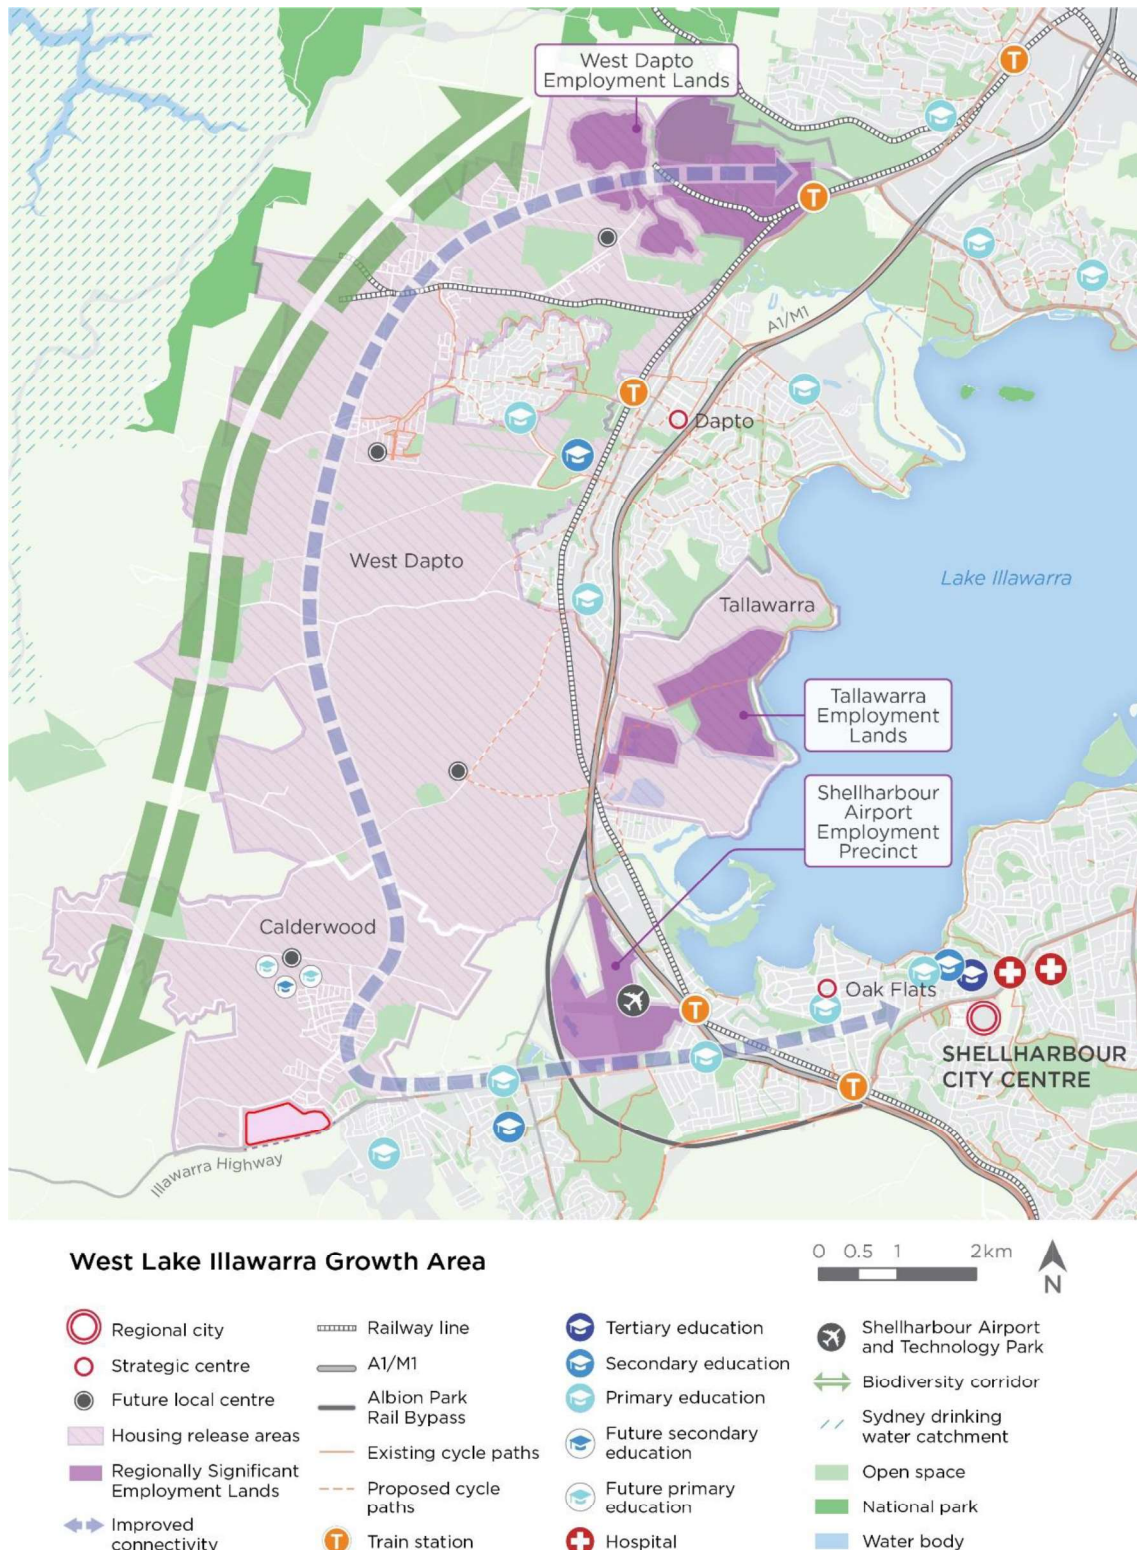 West Dapto
Employment Lands
T
T
A1/M1
T
Dapto
West Dapto
Lake Illawarra
Tallawarra
Tallawarra
Employment
Lands
Shellharbour
Airport
Employment
Precinct
Calderwood
Oak Flats
T
SHELLHARBOUR
CITY CENTRE
T
Illawarra Highway
West Lake Illawarra Growth Area
0 0.5 1 2km
N
Regional city
Strategic centre
Future local centre
Housing release areas
Regionally Significant
Employment Lands
Improved
connectivity
Railway line
A1/M1
Albion Park
Rail Bypass
Existing cycle paths
Proposed cycle
paths
T Train station
Tertiary education
Secondary education
Primary education
Future secondary
education
Future primary
education
Hospital
Shellharbour Airport
and Technology Park
Biodiversity corridor
Sydney drinking
water catchment
Open space
National park
Water body